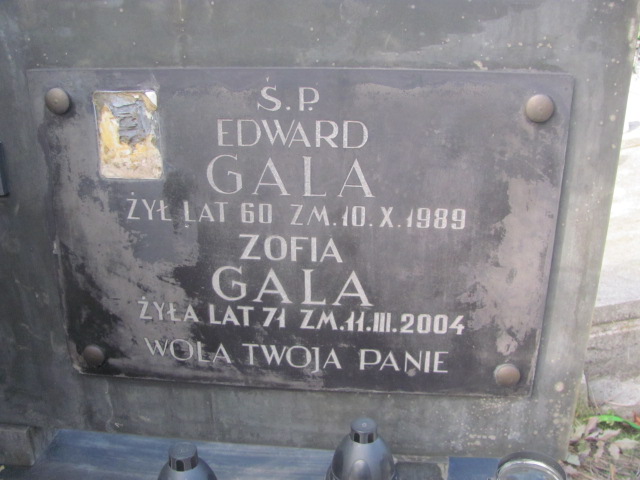 Ś.P.
EDWARD
GALA
ŻYŁ LAT 60 ZM.10.X.1989
ZOFIA
GALA
ŻYŁA LAT 71 ZM.11.III.2004
WOLA TWOJA PANIE